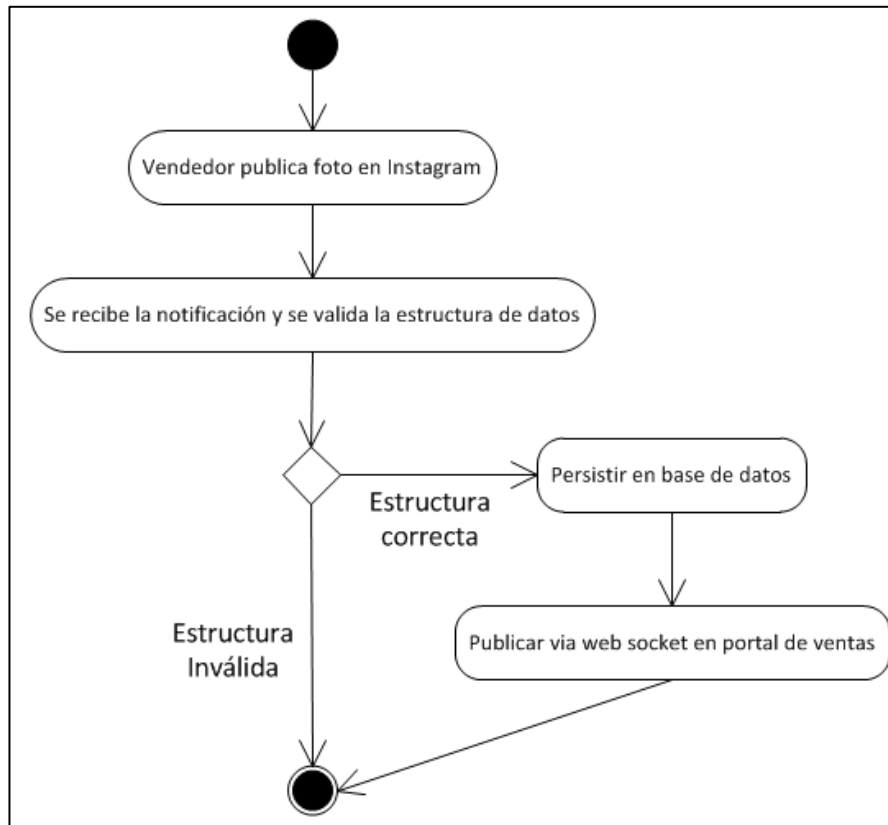 Vendedor publica foto en Instagram
Se recibe la notificación y se valida la estructura de datos
Persistir en base de datos
Estructura
correcta
Publicar via web socket en portal de ventas
Estructura
Inválida